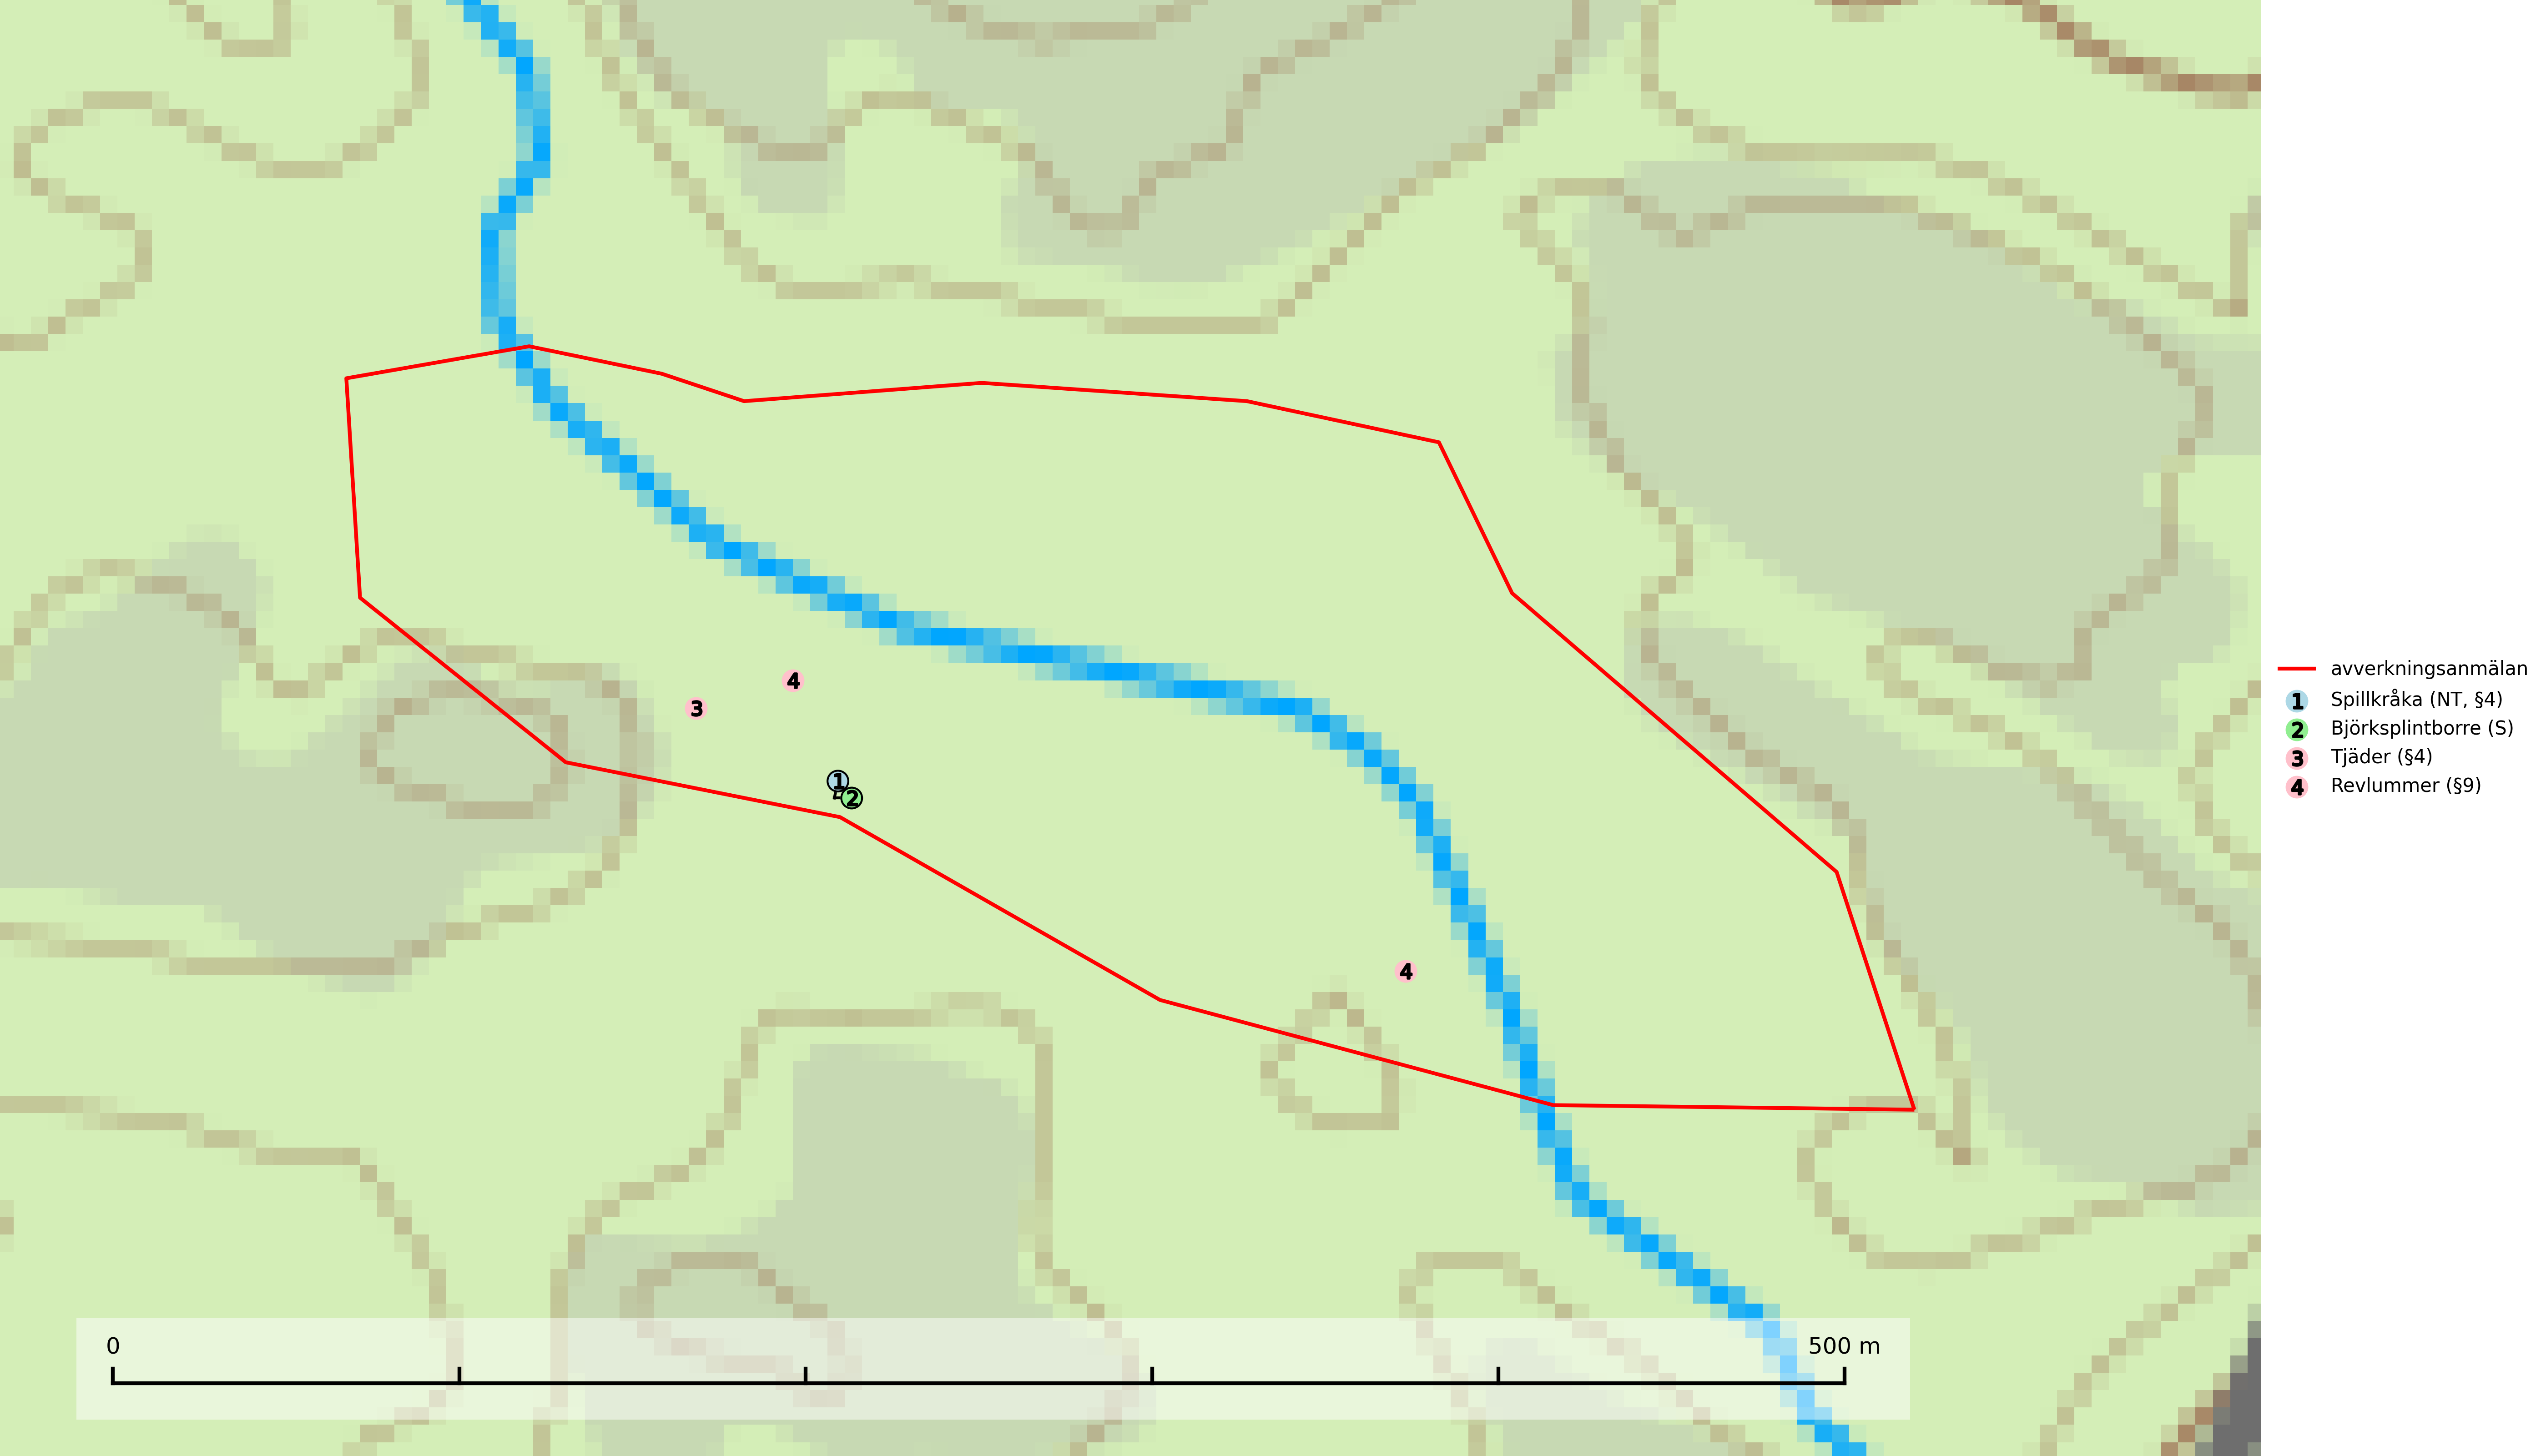 4
3
1
2
4
0
500 m
avverkningsanmälan
1 Spillkråka (NT, §4)
2 Björksplintborre (S)
3 Tjäder (§4)
4 Revlummer (§9)